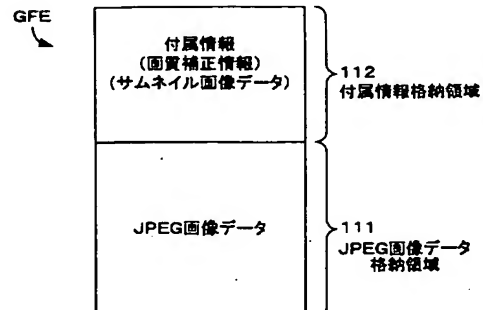 GFE
付属情報
(画質補正情報)
(サムネイル画像データ)
112
付属情報格納領域
JPEG画像データ
111
JPEG画像データ
格納領域